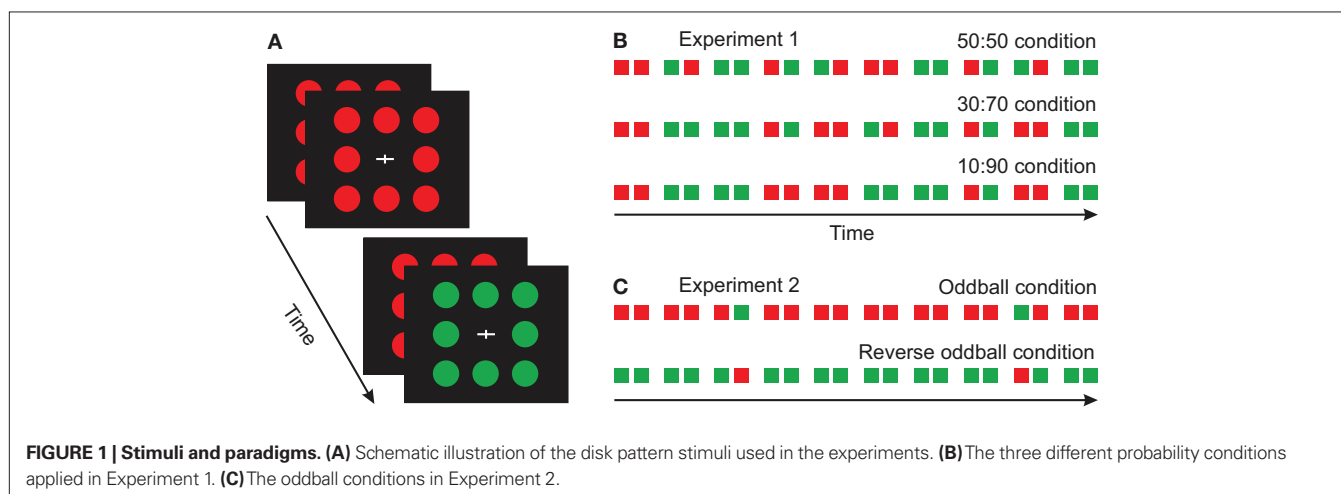 A
Time
B
Experiment 1
50:50 condition
30:70 condition
10:90 condition
Time
C
Experiment 2
Oddball condition
Reverse oddball condition
FIGURE 1 | Stimuli and paradigms. (A) Schematic illustration of the disk pattern stimuli used in the experiments. (B) The three different probability conditions
applied in Experiment 1. (C) The oddball conditions in Experiment 2.